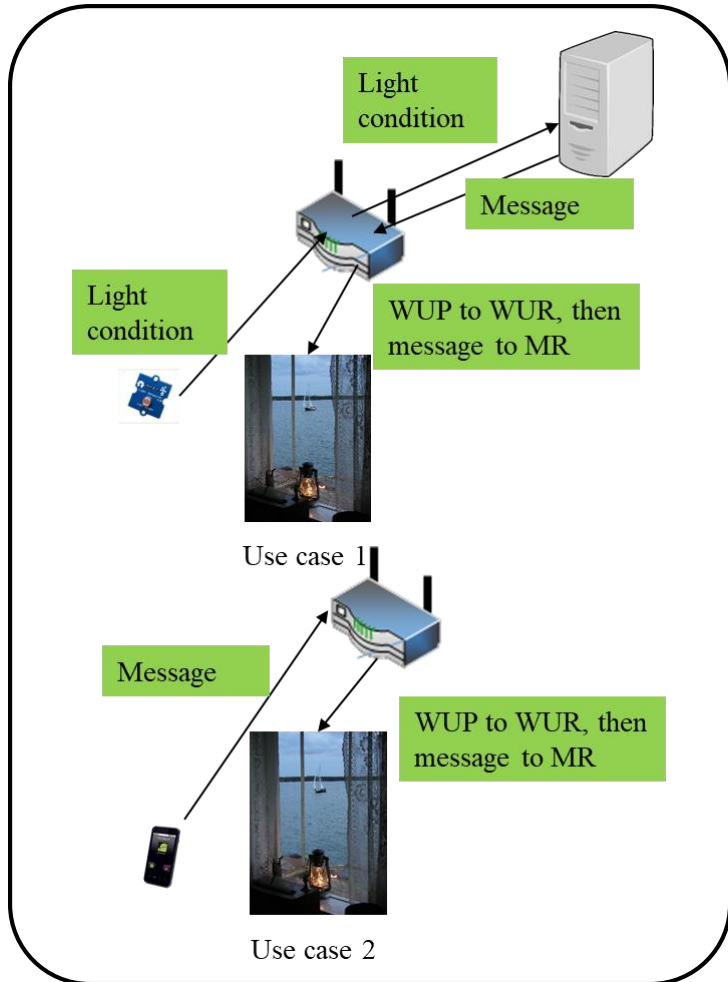 Light
condition
Message
Light
condition
WUP to WUR, then
message to MR
Use case 1
Message
WUP to WUR, then
message to MR
Use case 2